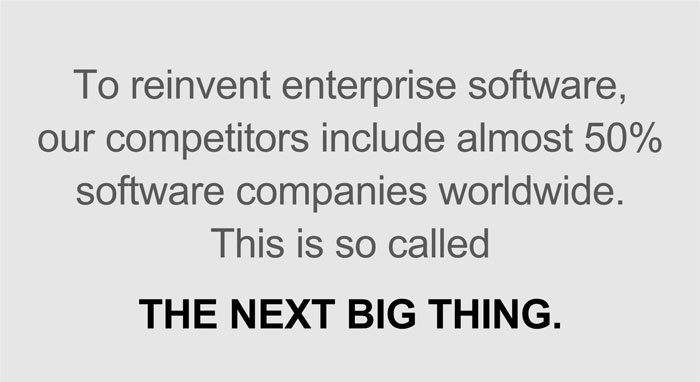 To reinvent enterprise software,
our competitors include almost 50%
software companies worldwide.
This is so called
THE NEXT BIG THING.